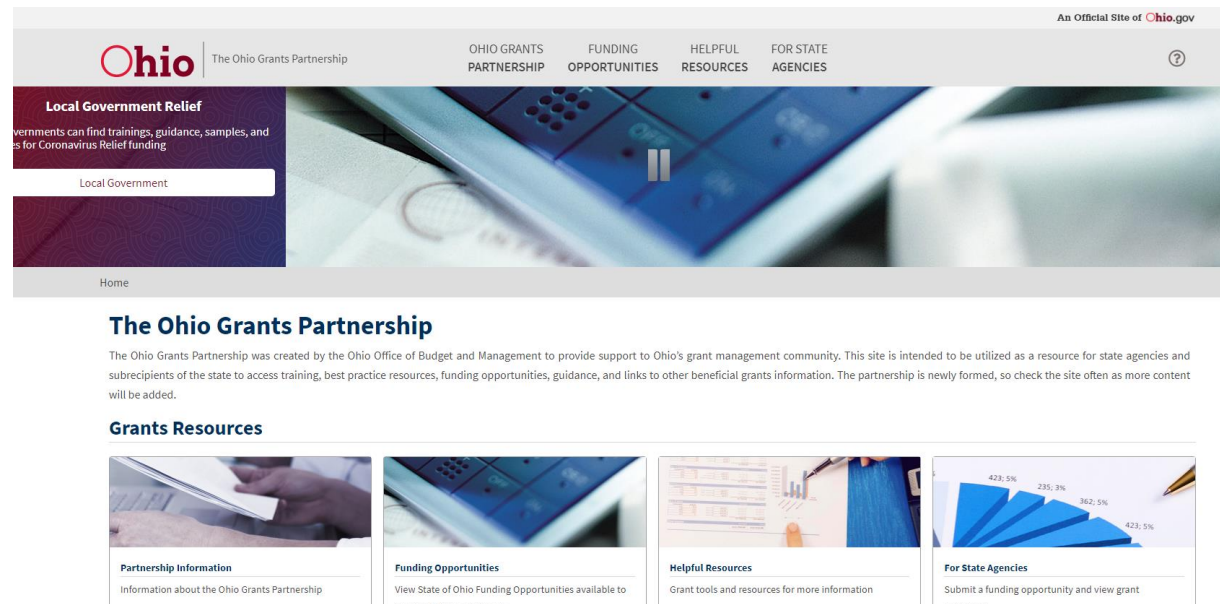 An Official Site of Ohio.gov
Ohio
The Ohio Grants Partnership
OHIO GRANTS
PARTNERSHIP
FUNDING
OPPORTUNITIES
HELPFUL
RESOURCES
FOR STATE
AGENCIES
?
Local Government Relief
vernments can find trainings, guidance, samples, and
es for Coronavirus Relief funding
Local Government
Home
The Ohio Grants Partnership
The Ohio Grants Partnership was created by the Ohio Office of Budget and Management to provide support to Ohio's grant management community. This site is intended to be utilized as a resource for state agencies and
subrecipients of the state to access training, best practice resources, funding opportunities, guidance, and links to other beneficial grants information. The partnership is newly formed, so check the site often as more content
will be added.
Grants Resources
423; 5%
235; 3%
362; 5%
423; 5%
Partnership Information
Information about the Ohio Grants Partnership
Funding Opportunities
View State of Ohio Funding Opportunities available to
Helpful Resources
Grant tools and resources for more information
For State Agencies
Submit a funding opportunity and view grant